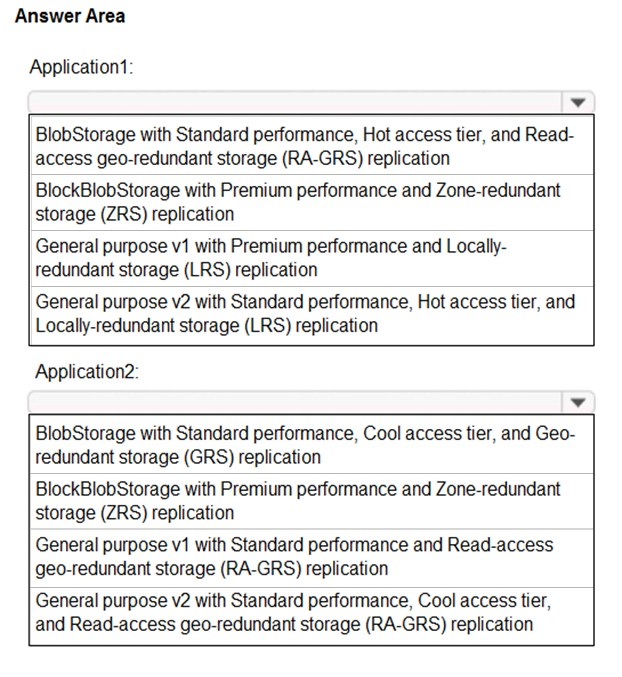 Answer Area
Application1:
BlobStorage with Standard performance, Hot access tier, and Read-
access geo-redundant storage (RA-GRS) replication
BlockBlobStorage with Premium performance and Zone-redundant
storage (ZRS) replication
General purpose v1 with Premium performance and Locally-
redundant storage (LRS) replication
General purpose v2 with Standard performance, Hot access tier, and
Locally-redundant storage (LRS) replication
Application2:
BlobStorage with Standard performance, Cool access tier, and Geo-
redundant storage (GRS) replication
BlockBlobStorage with Premium performance and Zone-redundant
storage (ZRS) replication
General purpose v1 with Standard performance and Read-access
geo-redundant storage (RA-GRS) replication
General purpose v2 with Standard performance, Cool access tier,
and Read-access geo-redundant storage (RA-GRS) replication